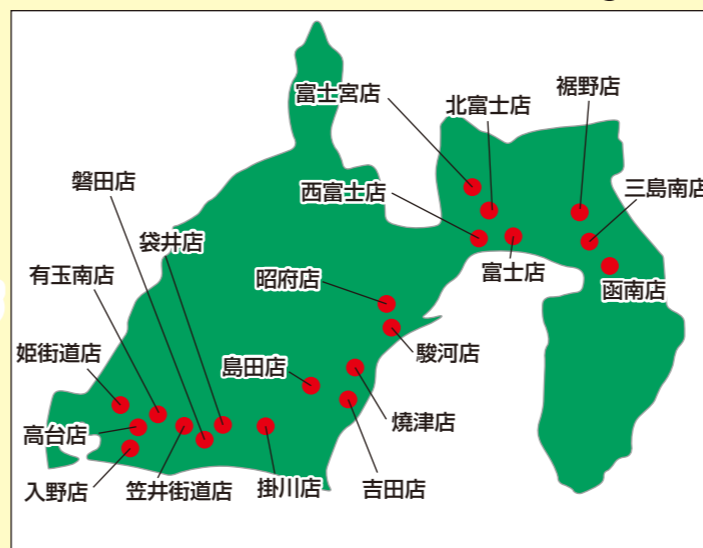 富士宮店
北富士店
裾野店
三島南店
西富士店
富士店
函南店
磐田店
袋井店
有玉南店
昭府店
駿河店
姫街道店
島田店
焼津店
高台店
入野店
笠井街道店
掛川店
吉田店